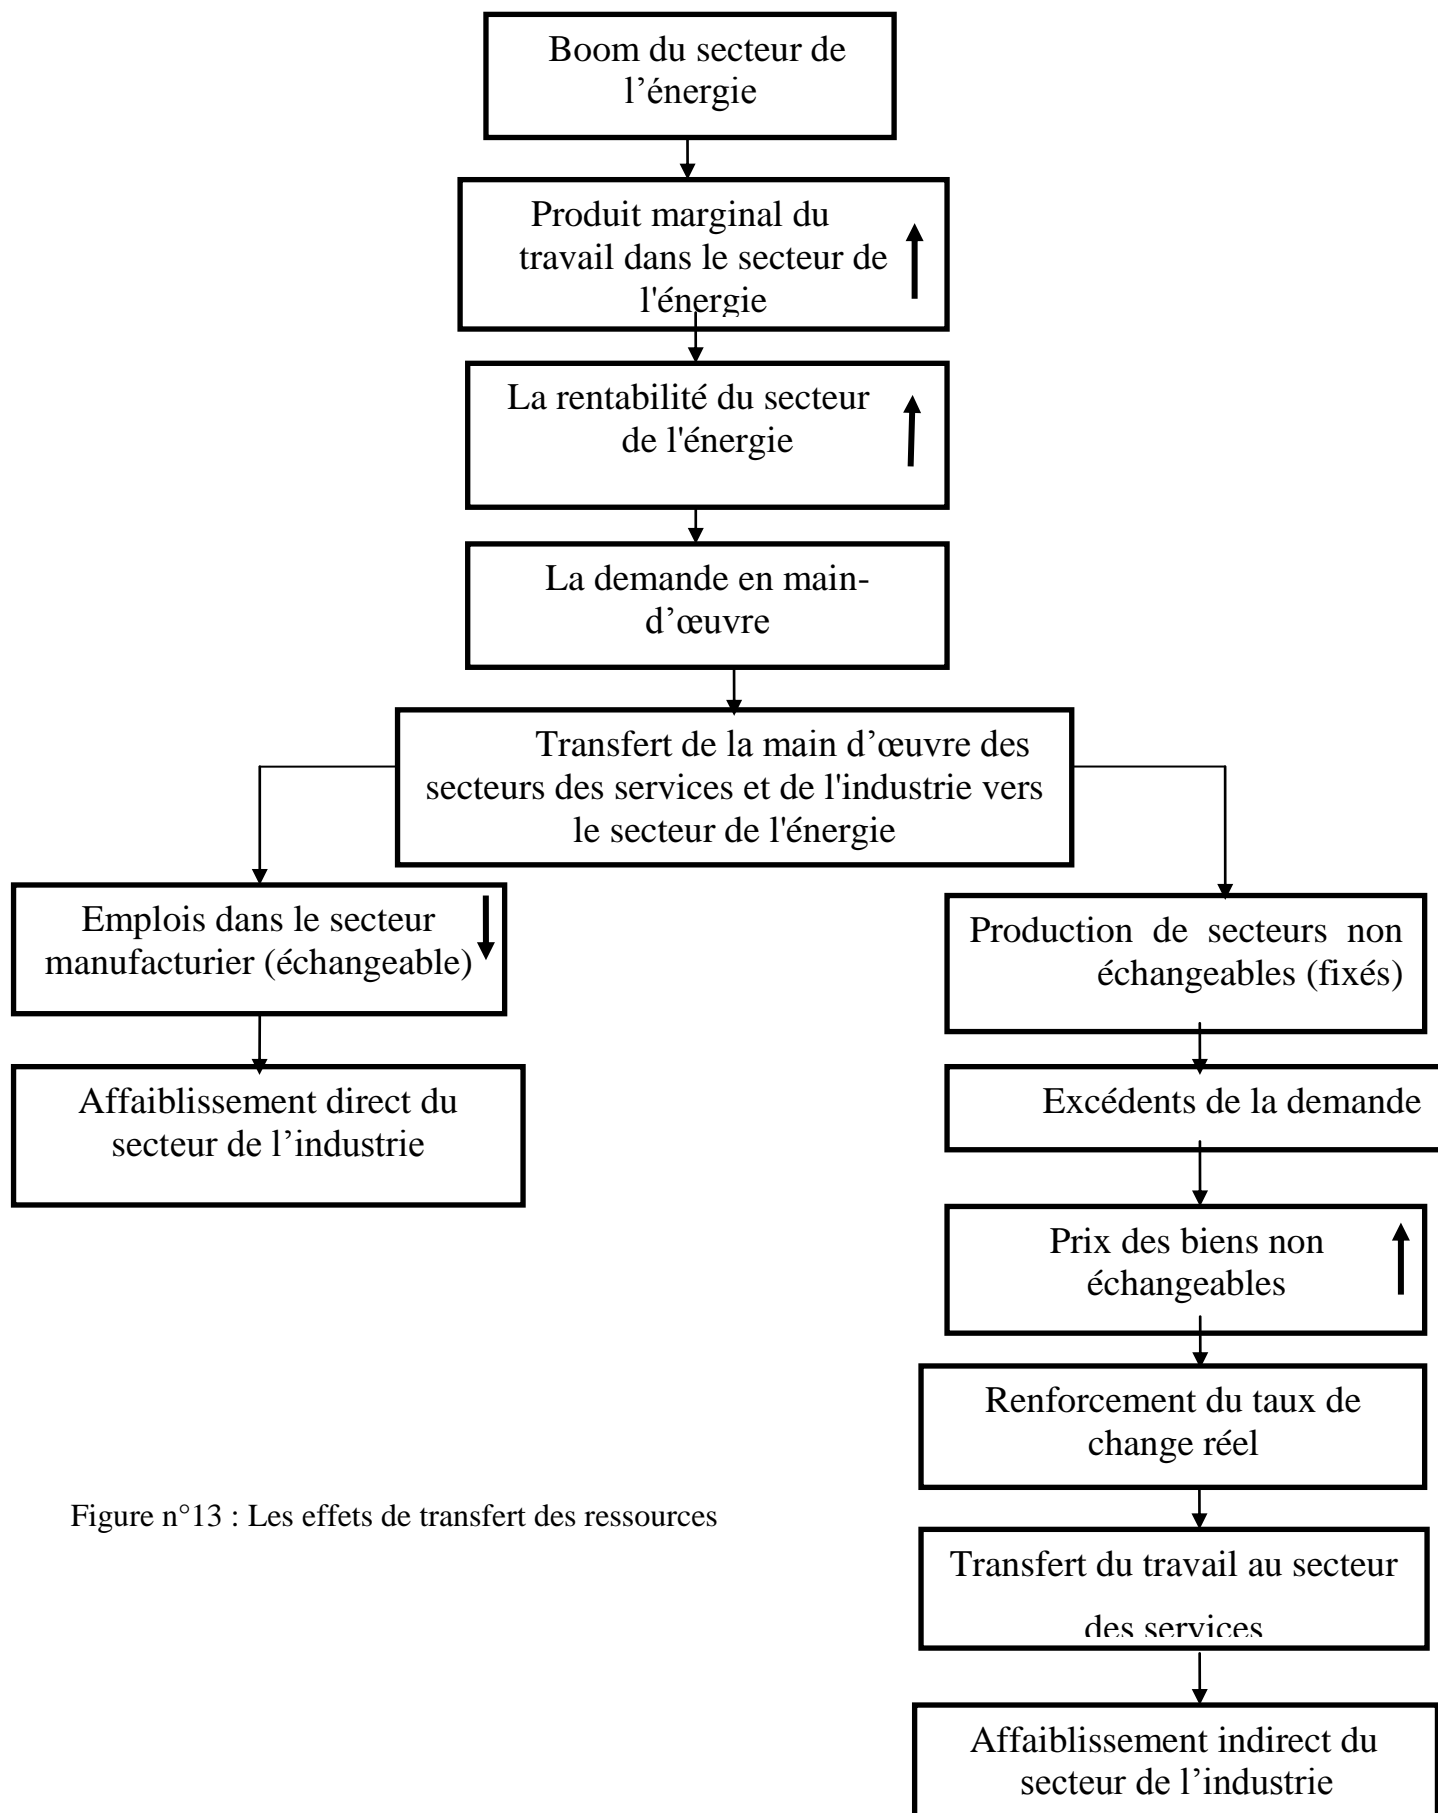 Boom du secteur de
l’énergie
Produit marginal du
travail dans le secteur de
l'énergie
La rentabilité du secteur
de l'énergie
La demande en main-
d’œuvre
Transfert de la main d’œuvre des
secteurs des services et de l'industrie vers
le secteur de l'énergie
Emplois dans le secteur
manufacturier (échangeable)
Affaiblissement direct du
secteur de l’industrie
Production de secteurs non
échangeables (fixés)
Excédents de la demande
Prix des biens non
échangeables
Renforcement du taux de
change réel
Transfert du travail au secteur
des services
Affaiblissement indirect du
secteur de l’industrie
Figure n°13 : Les effets de transfert des ressources